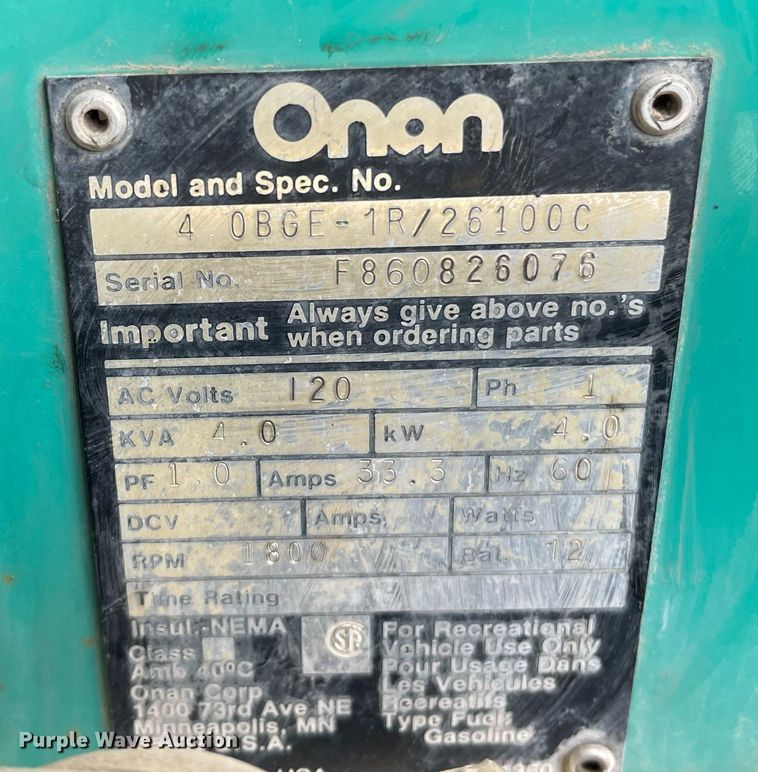 Onan
Model and Spec. No.
4 0BGE-1R/26100C
Serial No. F860826076
Important Always give above no.'s
when ordering parts
AC Volts 120 Ph 1
KVA 4.0 kW 4.0
PF 1.0 Amps 33.3 Hz 60
DCV Amps Watts
RPM 1800 Bat. 12
Time Rating
Insul.-NEMA
Class
Amb 40°C
Onan Corp
1400 73rd Ave NE
Minneapolis, MN
S.A.
For Recreational
Vehicle Use Only
Pour Usage Dans
Les Vehicules
Recreatifs
Type Fuel:
Gasoline
Purple Wave Auction